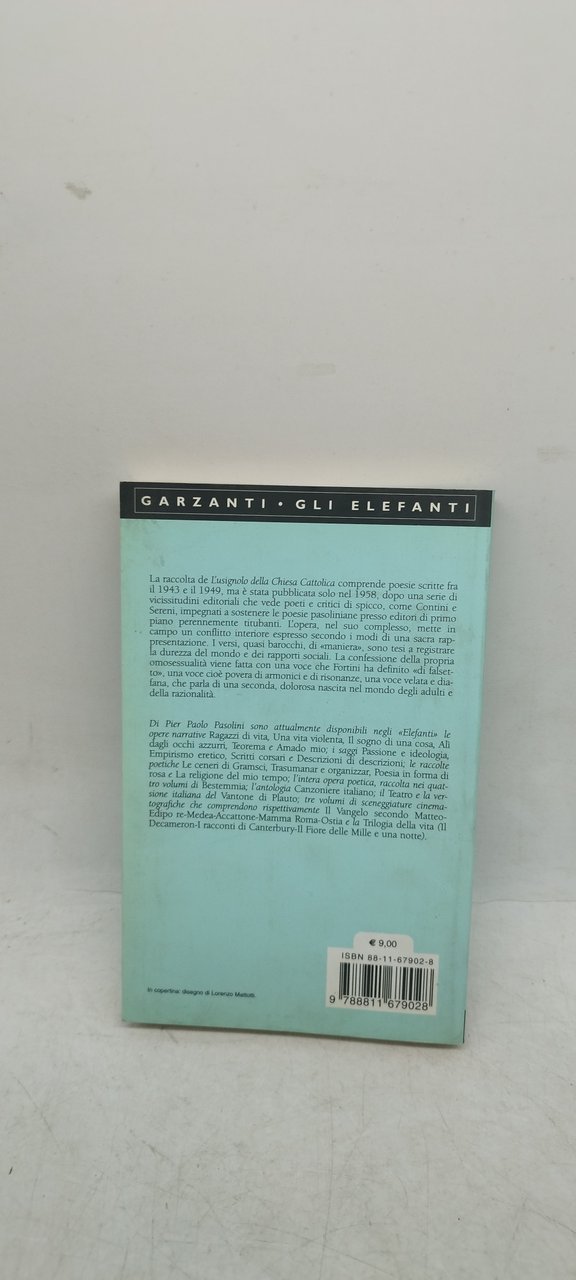 GARZANTI • GLI ELEFANTI
La raccolta de L'usignolo della Chiesa Cattolica comprende poesie scritte fra
il 1943 e il 1949, ma è stata pubblicata solo nel 1958, dopo una serie di
vicissitudini editoriali che vede poeti e critici di spicco, come Contini e
Sereni, impegnati a sostenere le poesie pasoliniane presso editori di primo
piano perennemente titubanti. L'opera, nel suo complesso, mette in
campo un conflitto interiore espresso secondo i modi di una sacra rap-
presentazione. I versi, quasi barocchi, di «maniera», sono tesi a registrare
la durezza del mondo e dei rapporti sociali. La confessione della propria
omosessualità viene fatta con una voce che Fortini ha definito «di falset-
to», una voce cioè povera di armonici e di risonanze, una voce velata e dia-
fana, che parla di una seconda, dolorosa nascita nel mondo degli adulti e
della razionalità.
Di Pier Paolo Pasolini sono attualmente disponibili negli «Elefanti» le
opere narrative Ragazzi di vita, Una vita violenta, Il sogno di una cosa, Alì
dagli occhi azzurri, Teorema e Amado mio; i saggi Passione e ideologia,
Empirismo eretico, Scritti corsari e Descrizioni di descrizioni; le raccolte
poetiche Le ceneri di Gramsci, Trasumanar e organizzar, Poesia in forma di
rosa e La religione del mio tempo; l'intera opera poetica, raccolta nei quat-
tro volumi di Bestemmia; l'antologia Canzoniere italiano; il Teatro e la ver-
sione italiana del Vantone di Plauto; tre volumi di sceneggiature cinema-
tografiche che comprendono rispettivamente Il Vangelo secondo Matteo-
Edipo re-Medea-Accattone-Mamma Roma-Ostia e la Trilogia della vita (Il
Decameron-I racconti di Canterbury-Il Fiore delle Mille e una notte).
€ 9,00
ISBN 88-11-67902-8
9 788811 679028
In copertina: disegno di Lorenzo Mattotti.